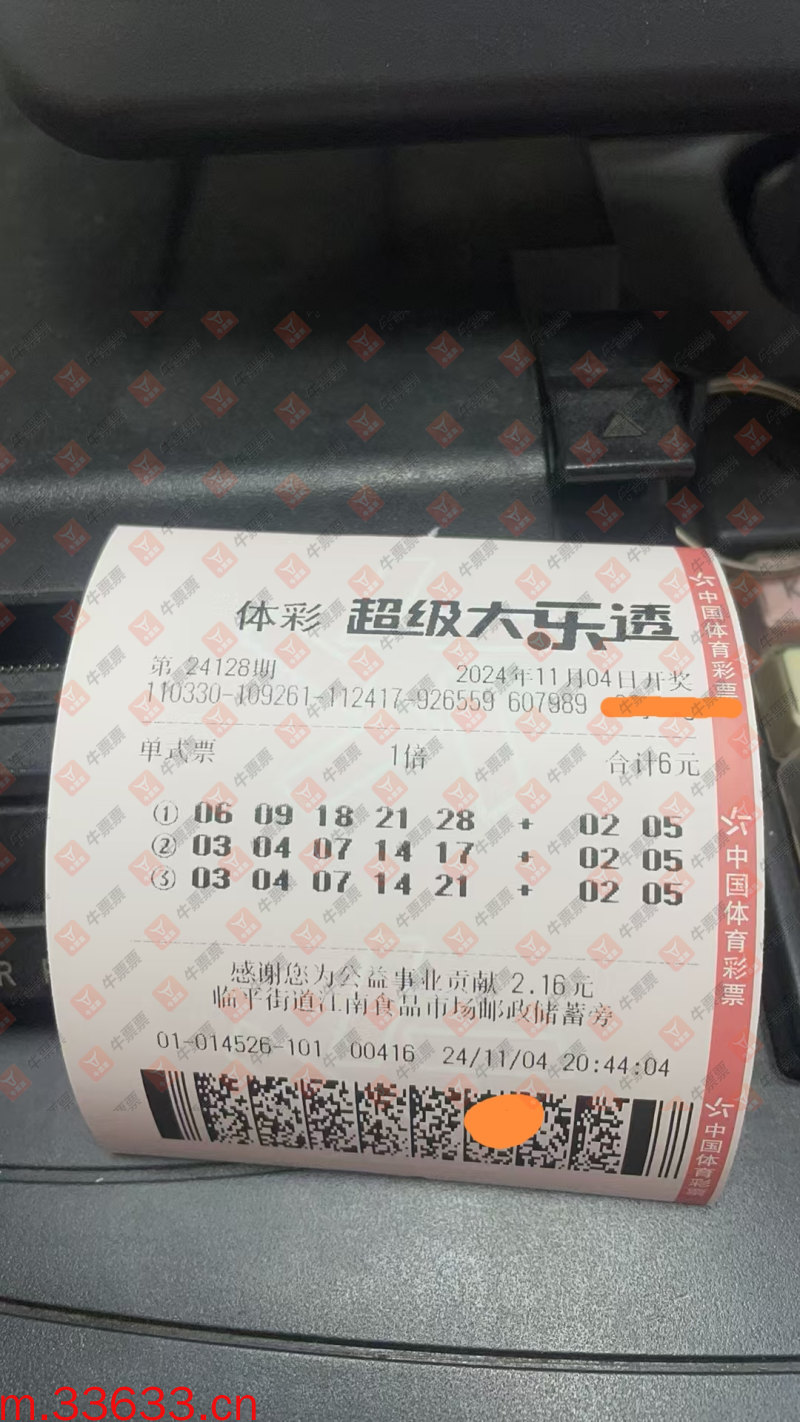 体彩 超级大乐透
第 24128期 2024年11月04日开奖
110330-109261-112417-926559 607989
单式票 1倍 合计6元
① 06 09 18 21 28 + 02 05
② 03 04 07 14 17 + 02 05
③ 03 04 07 14 21 + 02 05
感谢您为公益事业贡献 2.16元
临平街道江南食品市场邮政储蓄旁
01-014526-101 00416 24/11/04 20:44:04
中国体育彩票
中国体育彩票
中国体育彩票
牛票票
m.33633.cn